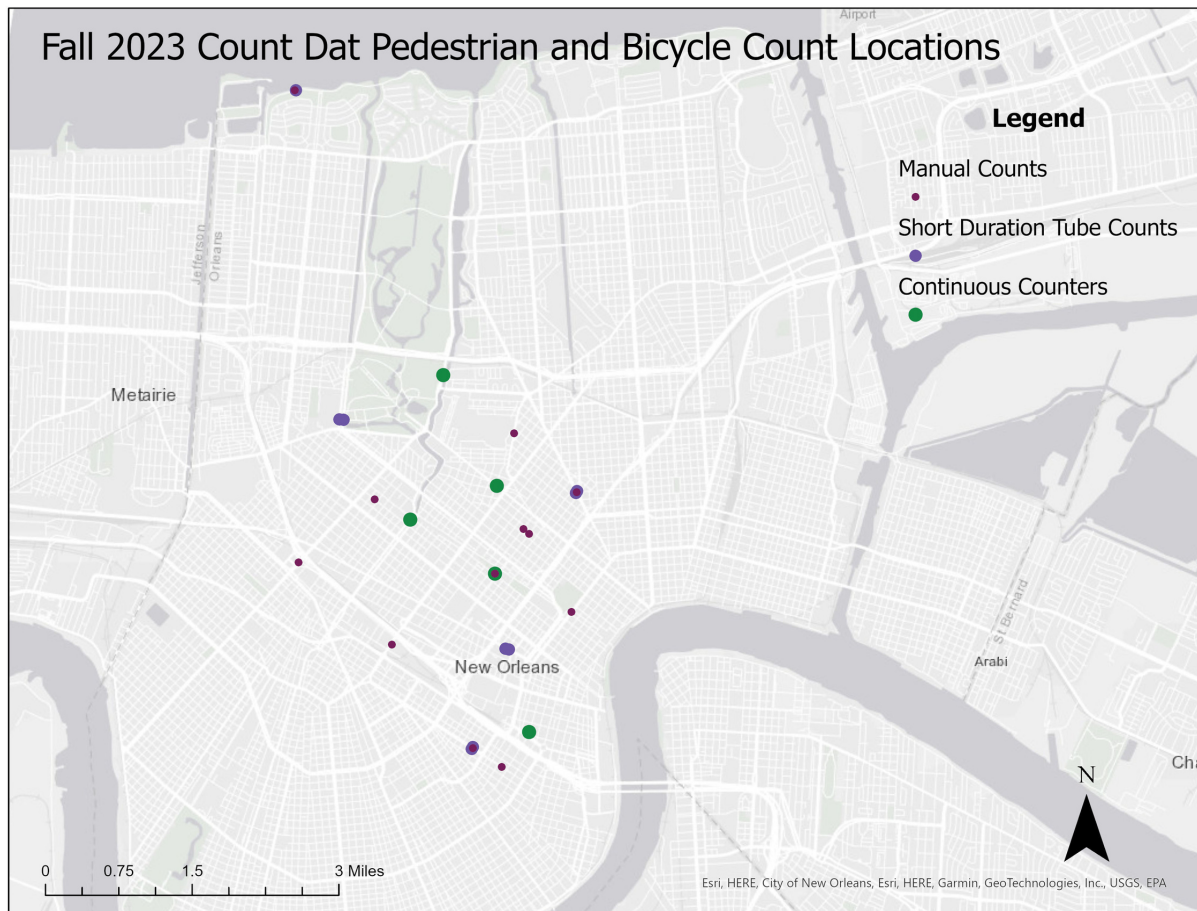 Airport
Fall 2023 Count Dat Pedestrian and Bicycle Count Locations
Legend
Manual Counts
Short Duration Tube Counts
Continuous Counters
Jefferson
Orleans
Metairie
St Bernard
New Orleans
Arabi
Cha
N
0 0.75 1.5 3 Miles
Esri, HERE, City of New Orleans, Esri, HERE, Garmin, GeoTechnologies, Inc., USGS, EPA